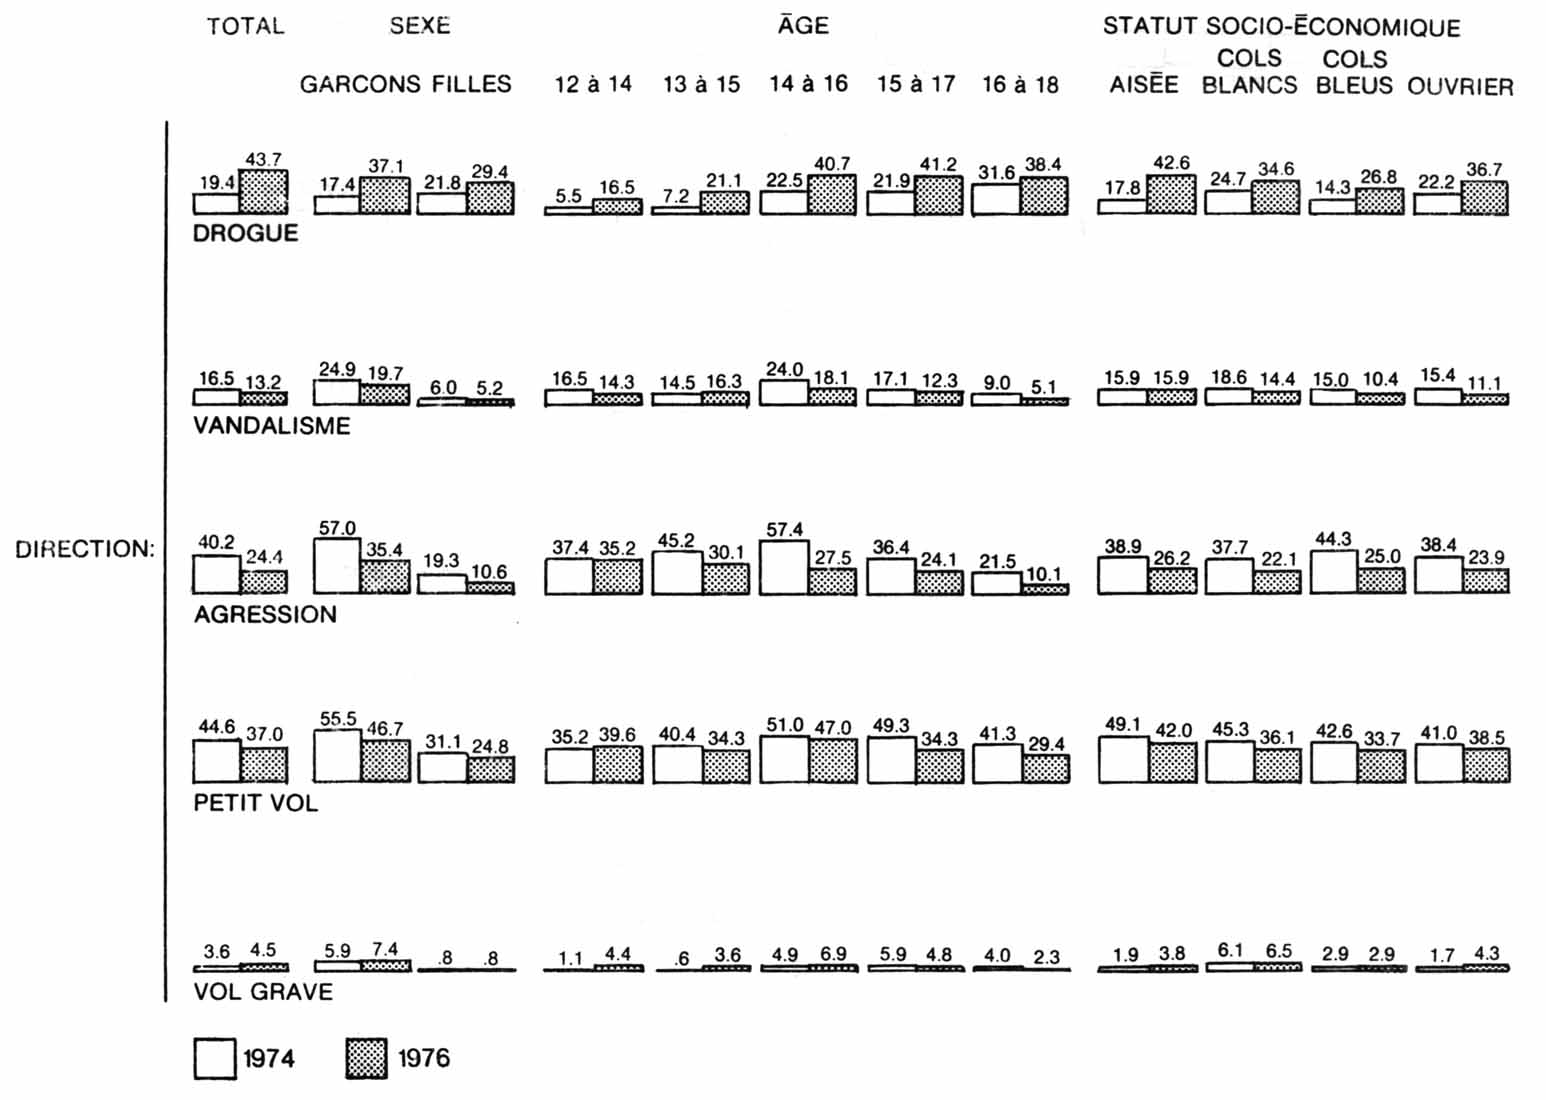 TOTAL SEXE ĀGE STATUT SOCIO-ĒCONOMIQUE
COLS COLS
GARCONS FILLES 12 à 14 13 à 15 14 à 16 15 à 17 16 à 18 AISĒE BLANCS BLEUS OUVRIER
19.4 43.7 17.4 37.1 21.8 29.4 5.5 16.5 7.2 21.1 22.5 40.7 21.9 41.2 31.6 38.4 17.8 42.6 24.7 34.6 14.3 26.8 22.2 36.7
DROGUE
16.5 13.2 24.9 19.7 6.0 5.2 16.5 14.3 14.5 16.3 24.0 18.1 17.1 12.3 9.0 5.1 15.9 15.9 18.6 14.4 15.0 10.4 15.4 11.1
VANDALISME
DIRECTION:
40.2 24.4 57.0 35.4 19.3 10.6 37.4 35.2 45.2 30.1 57.4 27.5 36.4 24.1 21.5 10.1 38.9 26.2 37.7 22.1 44.3 25.0 38.4 23.9
AGRESSION
44.6 37.0 55.5 46.7 31.1 24.8 35.2 39.6 40.4 34.3 51.0 47.0 49.3 34.3 41.3 29.4 49.1 42.0 45.3 36.1 42.6 33.7 41.0 38.5
PETIT VOL
3.6 4.5 5.9 7.4 .8 .8 1.1 4.4 .6 3.6 4.9 6.9 5.9 4.8 4.0 2.3 1.9 3.8 6.1 6.5 2.9 2.9 1.7 4.3
VOL GRAVE
1974 1976